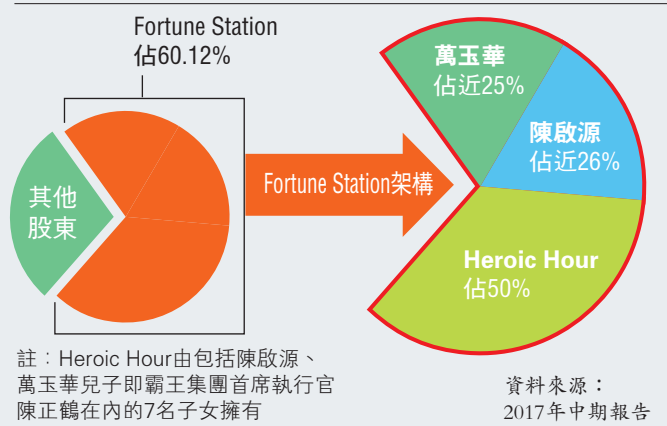 Fortune Station
佔60.12%
其他
股東
Fortune Station架構
萬玉華
佔近25%
陳啟源
佔近26%
Heroic Hour
佔50%
註：Heroic Hour由包括陳啟源、
萬玉華兒子即霸王集團首席執行官
陳正鶴在內的7名子女擁有
資料來源：
2017年中期報告